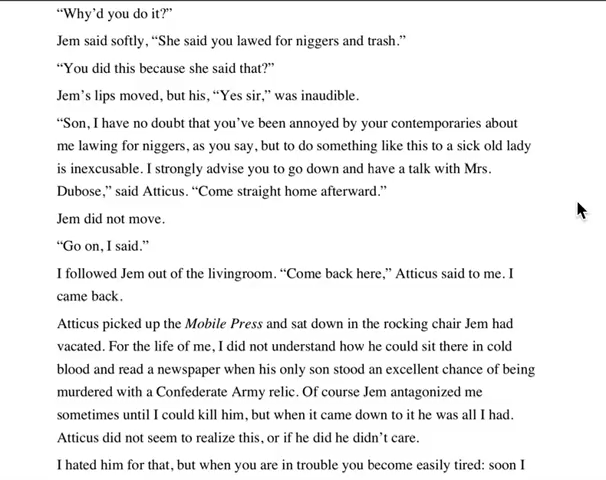 “Why’d you do it?”
Jem said softly, “She said you lawed for niggers and trash.”
“You did this because she said that?”
Jem’s lips moved, but his, “Yes sir,” was inaudible.
“Son, I have no doubt that you’ve been annoyed by your contemporaries about
me lawing for niggers, as you say, but to do something like this to a sick old lady
is inexcusable. I strongly advise you to go down and have a talk with Mrs.
Dubose,” said Atticus. “Come straight home afterward.”
Jem did not move.
“Go on, I said.”
I followed Jem out of the livingroom. “Come back here,” Atticus said to me. I
came back.
Atticus picked up the Mobile Press and sat down in the rocking chair Jem had
vacated. For the life of me, I did not understand how he could sit there in cold
blood and read a newspaper when his only son stood an excellent chance of being
murdered with a Confederate Army relic. Of course Jem antagonized me
sometimes until I could kill him, but when it came down to it he was all I had.
Atticus did not seem to realize this, or if he did he didn’t care.
I hated him for that, but when you are in trouble you become easily tired: soon I